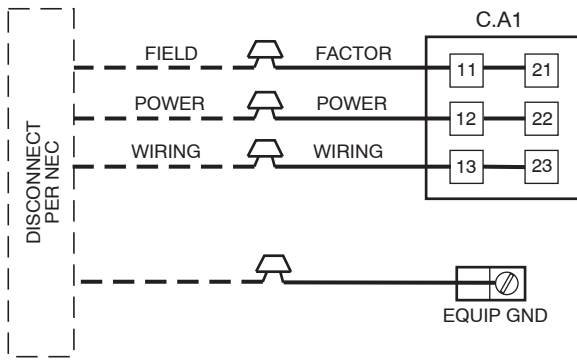 C.A1
FIELD FACTOR
11 21
POWER POWER
12 22
WIRING WIRING
13 23
DISCONNECT
PER NEC
EQUIP GND